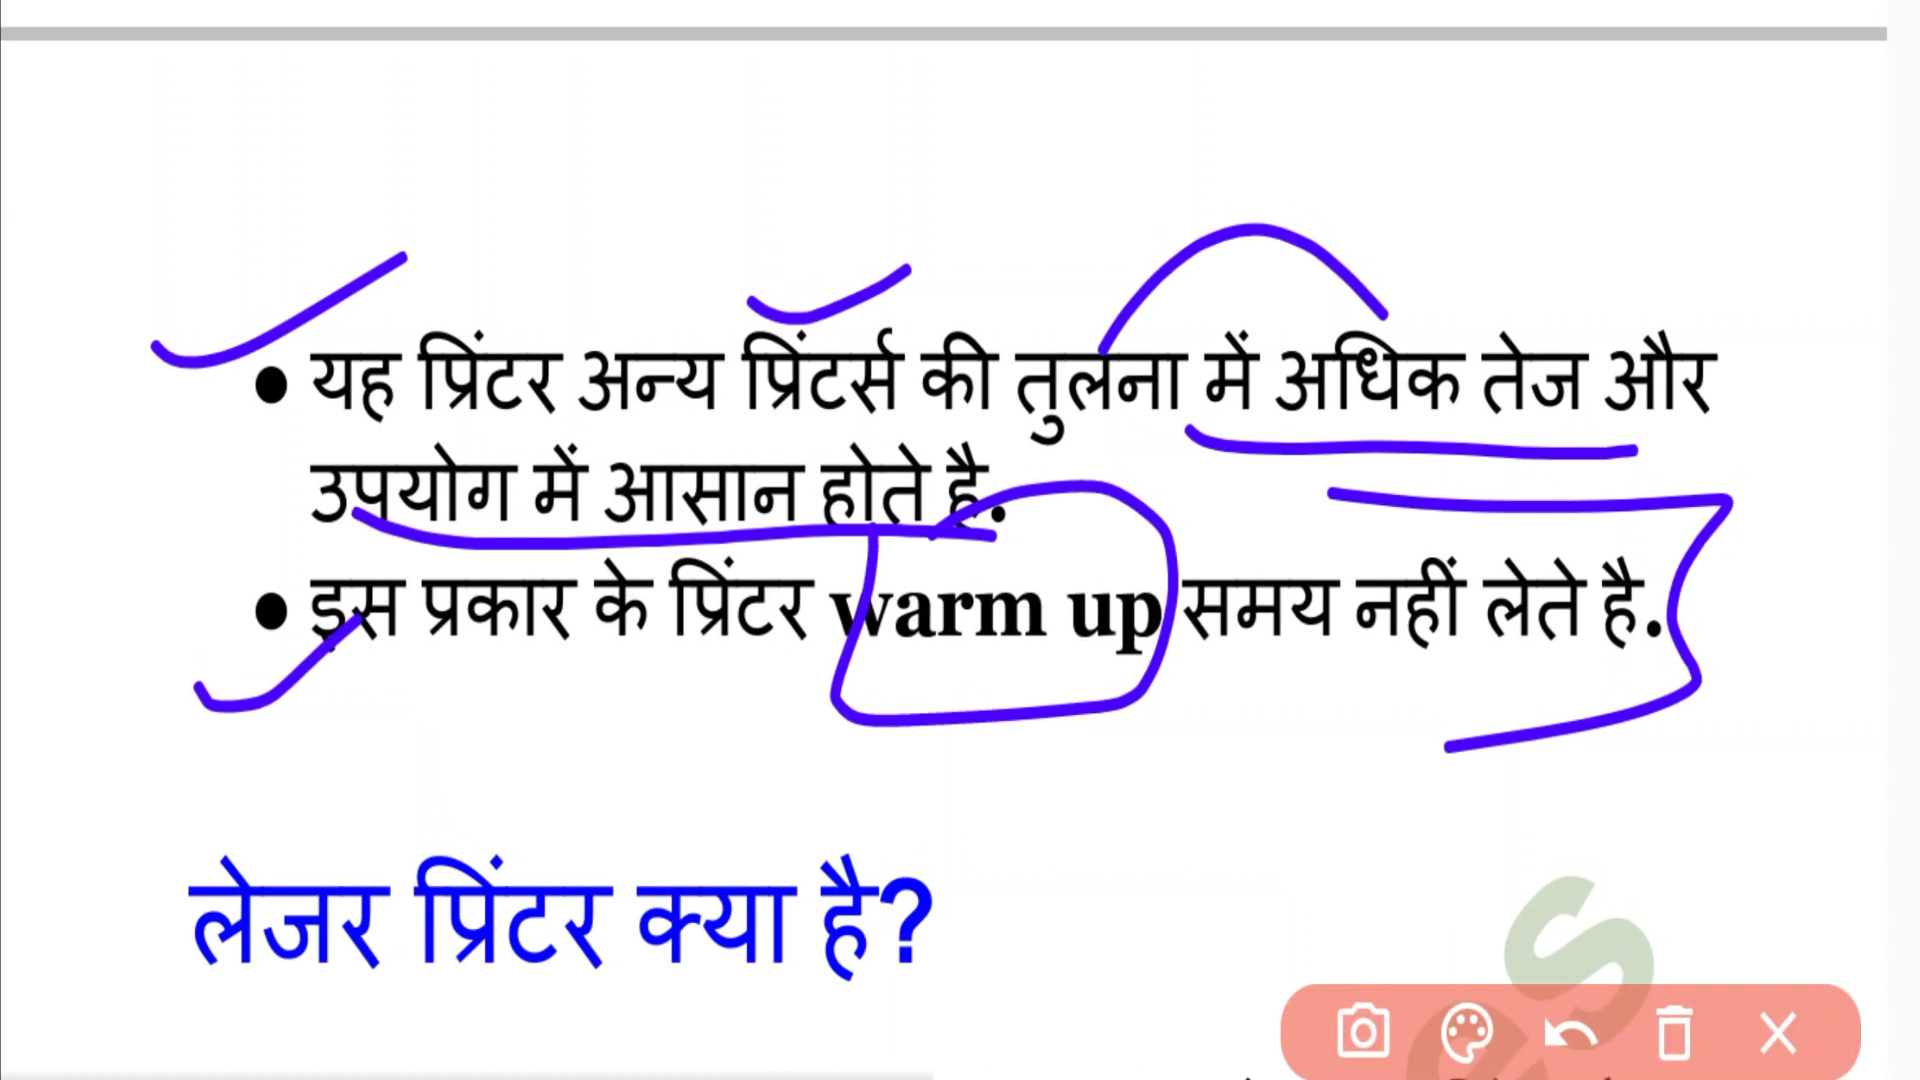 • यह प्रिंटर अन्य प्रिंटर्स की तुलना में अधिक तेज और
उपयोग में आसान होते है.
• इस प्रकार के प्रिंटर warm up समय नहीं लेते है.
लेजर प्रिंटर क्या है?